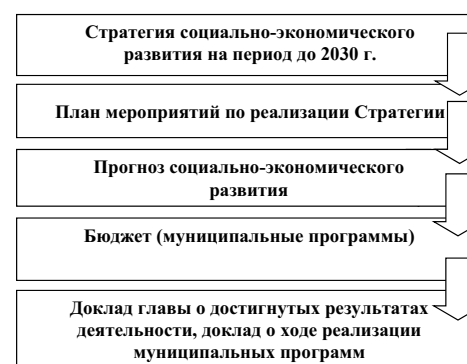 Стратегия социально-экономического
развития на период до 2030 г.
План мероприятий по реализации Стратегии
Прогноз социально-экономического
развития
Бюджет (муниципальные программы)
Доклад главы о достигнутых результатах
деятельности, доклад о ходе реализации
муниципальных программ